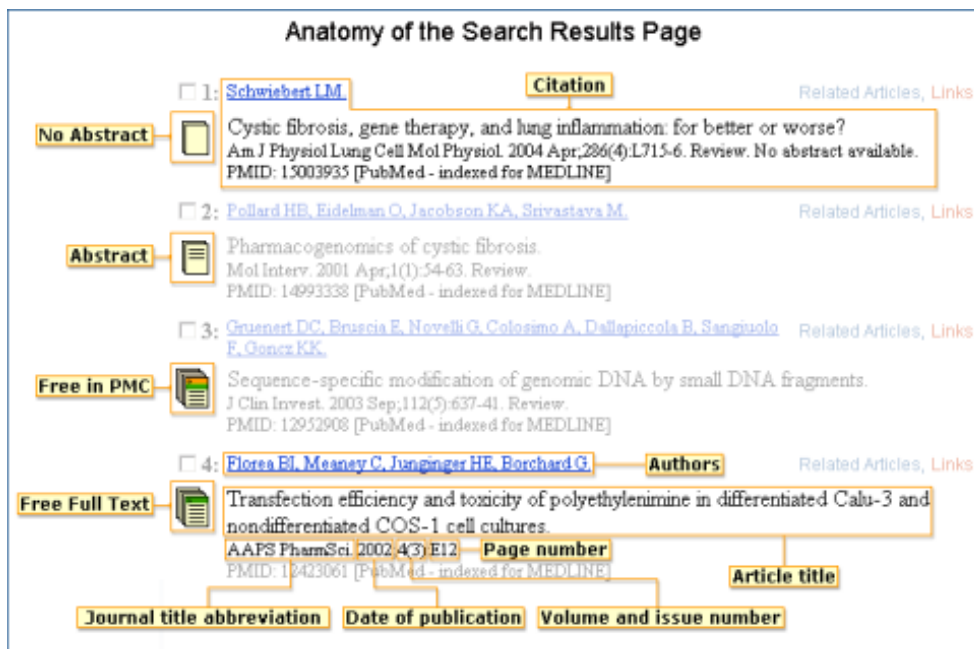 Anatomy of the Search Results Page
Citation
1: Schwiebert LM. Related Articles, Links
No Abstract
Cystic fibrosis, gene therapy, and lung inflammation: for better or worse?
Am J Physiol Lung Cell Mol Physiol. 2004 Apr;286(4):L715-6. Review. No abstract available.
PMID: 15003935 [PubMed - indexed for MEDLINE]
2: Pollard HB, Eidelman O, Jacobson KA, Srivastava M. Related Articles, Links
Abstract
Pharmacogenomics of cystic fibrosis.
Mol Interv. 2001 Apr;1(1):54-63. Review.
PMID: 14993338 [PubMed - indexed for MEDLINE]
3: Gruenert DC, Bruscia E, Novelli G, Colosimo A, Dallapiccola B, Sangiuolo Related Articles, Links
F, Goncz KK.
Free in PMC
Sequence-specific modification of genomic DNA by small DNA fragments.
J Clin Invest. 2003 Sep;112(5):637-41. Review.
PMID: 12952908 [PubMed - indexed for MEDLINE]
4: Florea BI, Meaney C, Junginger HE, Borchard G. Authors Related Articles, Links
Free Full Text
Transfection efficiency and toxicity of polyethylenimine in differentiated Calu-3 and
nondifferentiated COS-1 cell cultures.
AAPS PharmSci. 2002;4(3):E12 Page number
PMID: 12423061 [PubMed - indexed for MEDLINE]
Article title
Journal title abbreviation Date of publication Volume and issue number